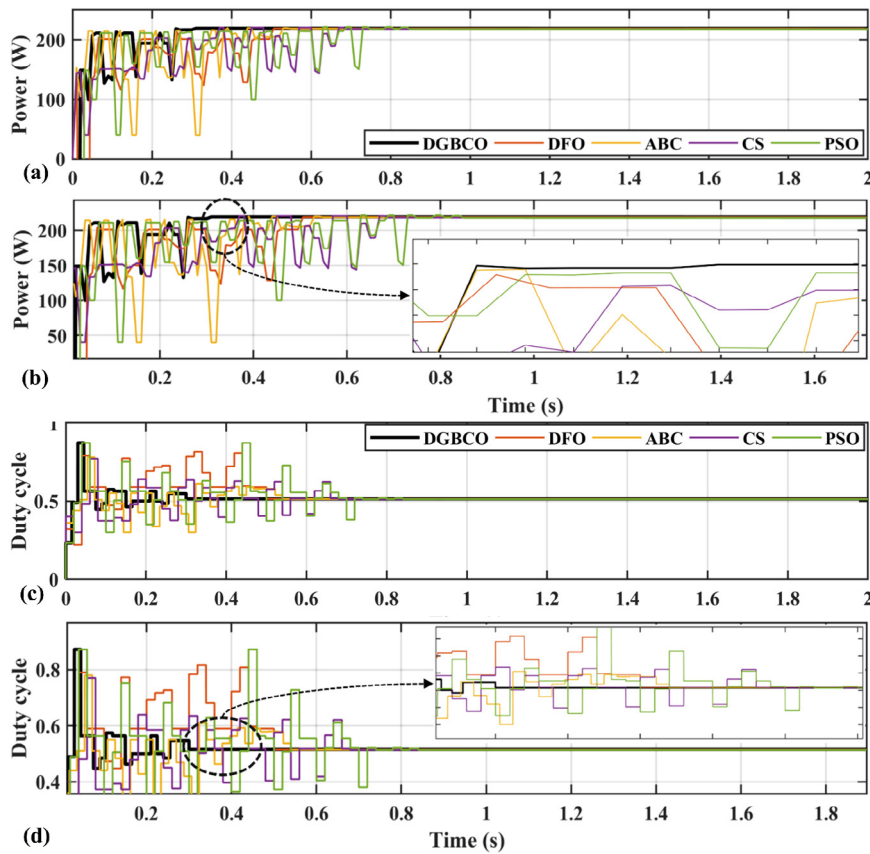 Power (W)
200
100
0
DGBCO DFO ABC CS PSO
(a)
0 0.2 0.4 0.6 0.8 1 1.2 1.4 1.6 1.8 2
Power (W)
200
150
100
50
(b)
0.2 0.4 0.6 0.8 1 1.2 1.4 1.6
Time (s)
Duty cycle
1
0.5
0
DGBCO DFO ABC CS PSO
(c)
0 0.2 0.4 0.6 0.8 1 1.2 1.4 1.6 1.8 2
Duty cycle
0.8
0.6
0.4
(d)
0.2 0.4 0.6 0.8 1 1.2 1.4 1.6 1.8
Time (s)